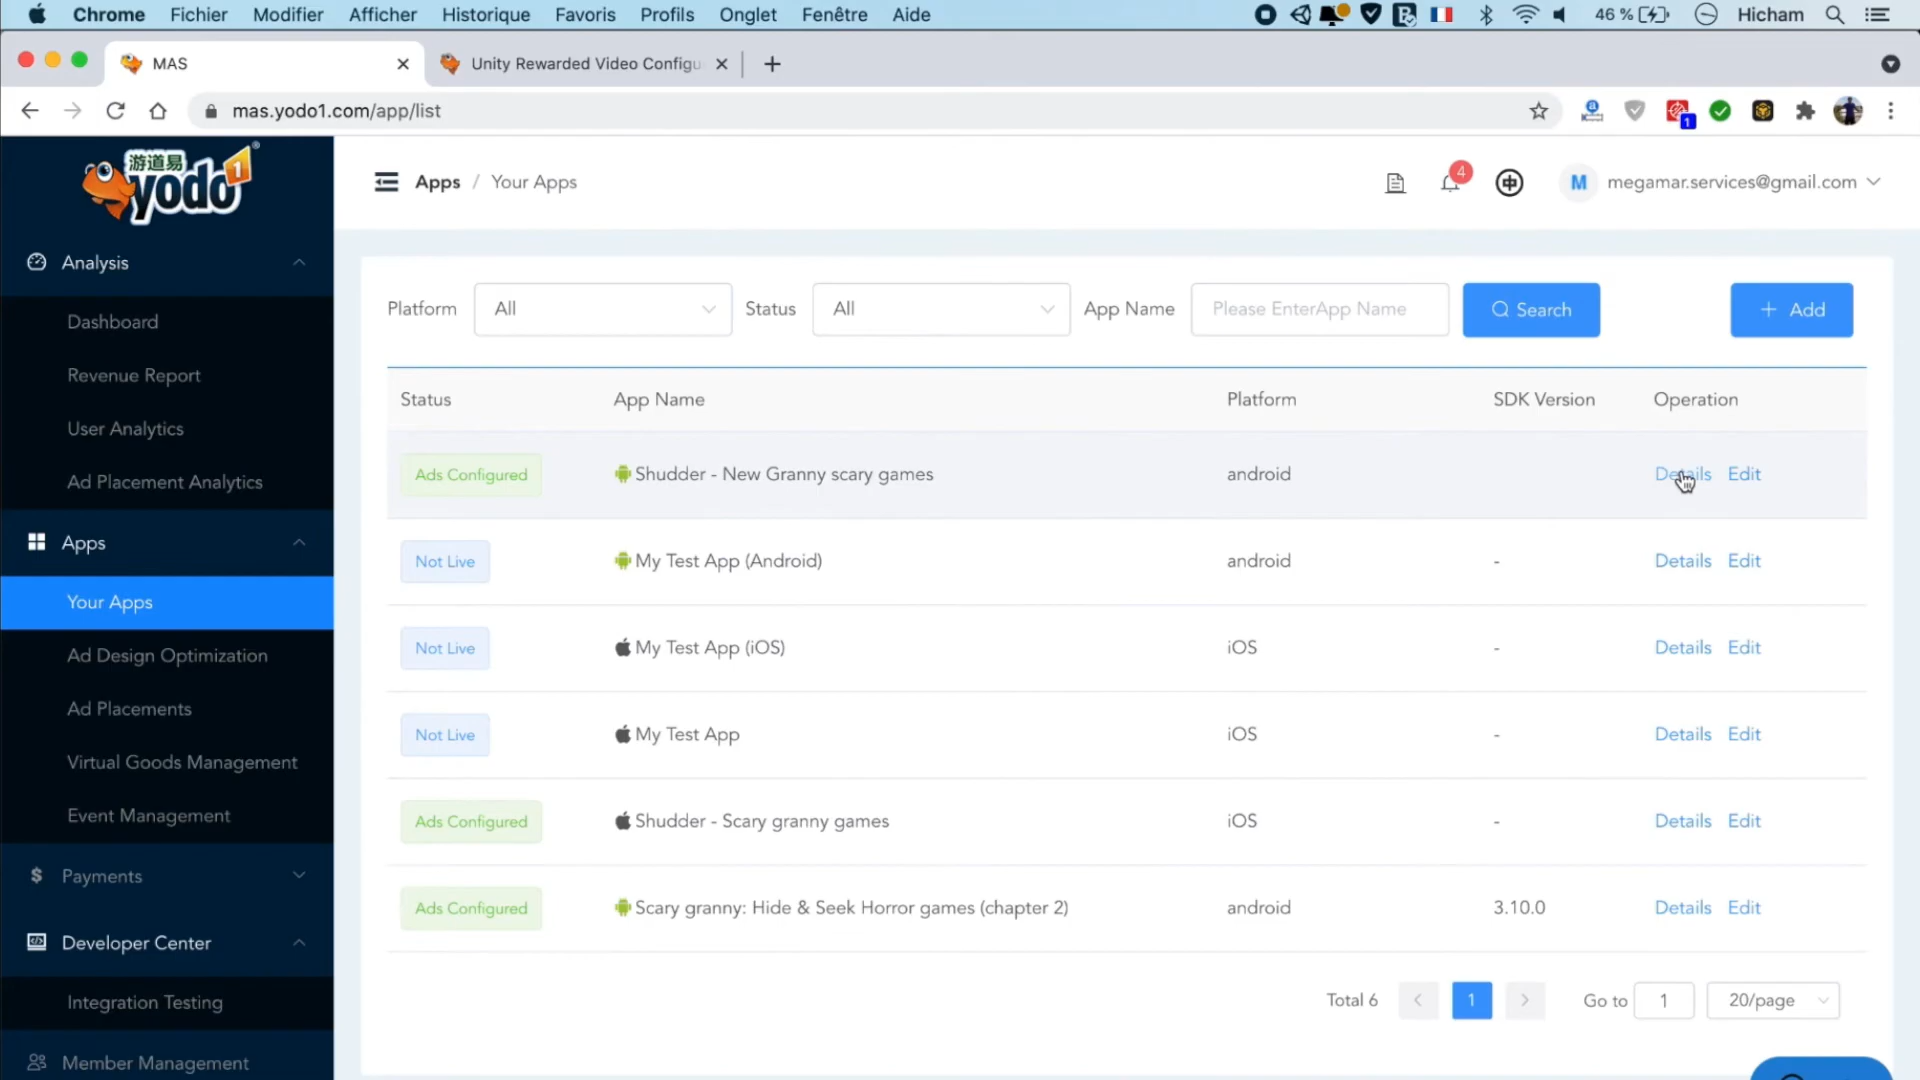 Chrome Fichier Modifier Afficher Historique Favoris Profils Onglet Fenêtre Aide 46 % Hicham
MAS Unity Rewarded Video Configu
mas.yodo1.com/app/list 1
游道易
yodo1
Apps / Your Apps 4 中 M megamar.services@gmail.com
Analysis
Dashboard
Revenue Report
User Analytics
Ad Placement Analytics
Apps
Your Apps
Ad Design Optimization
Ad Placements
Virtual Goods Management
Event Management
Payments
Developer Center
Integration Testing
Member Management
Platform All Status All App Name Please EnterApp Name Search + Add
Status App Name Platform SDK Version Operation
Ads Configured Shudder - New Granny scary games android Details Edit
Not Live My Test App (Android) android - Details Edit
Not Live My Test App (iOS) iOS - Details Edit
Not Live My Test App iOS - Details Edit
Ads Configured Shudder - Scary granny games iOS - Details Edit
Ads Configured Scary granny: Hide & Seek Horror games (chapter 2) android 3.10.0 Details Edit
Total 6 < 1 > Go to 1 20/page